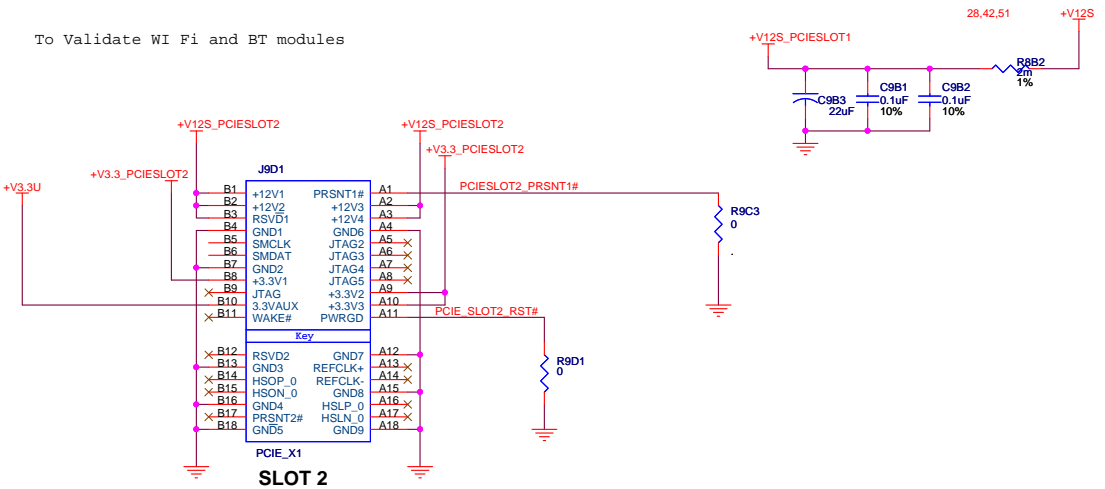 28,42,51
+V12S
To Validate WI Fi and BT modules
+V12S_PCIESLOT1
R8B2
2m
1%
C9B3
22uF
C9B1
0.1uF
10%
C9B2
0.1uF
10%
+V12S_PCIESLOT2
+V12S_PCIESLOT2
+V3.3_PCIESLOT2
+V3.3_PCIESLOT2
+V3.3U
J9D1
B1 +12V1 PRSNT1# A1 PCIESLOT2_PRSNT1#
B2 +12V2 +12V3 A2
B3 RSVD1 +12V4 A3
B4 GND1 GND6 A4
B5 SMCLK JTAG2 A5
B6 SMDAT JTAG3 A6
B7 GND2 JTAG4 A7
B8 +3.3V1 JTAG5 A8
B9 JTAG +3.3V2 A9
B10 3.3VAUX +3.3V3 A10
B11 WAKE# PWRGD A11 PCIE_SLOT2_RST#
R9C3
0
.
Key
B12 RSVD2 GND7 A12
B13 GND3 REFCLK+ A13
B14 HSOP_0 REFCLK- A14
B15 HSON_0 GND8 A15
B16 GND4 HSLP_0 A16
B17 PRSNT2# HSLN_0 A17
B18 GND5 GND9 A18
R9D1
0
PCIE_X1
SLOT 2